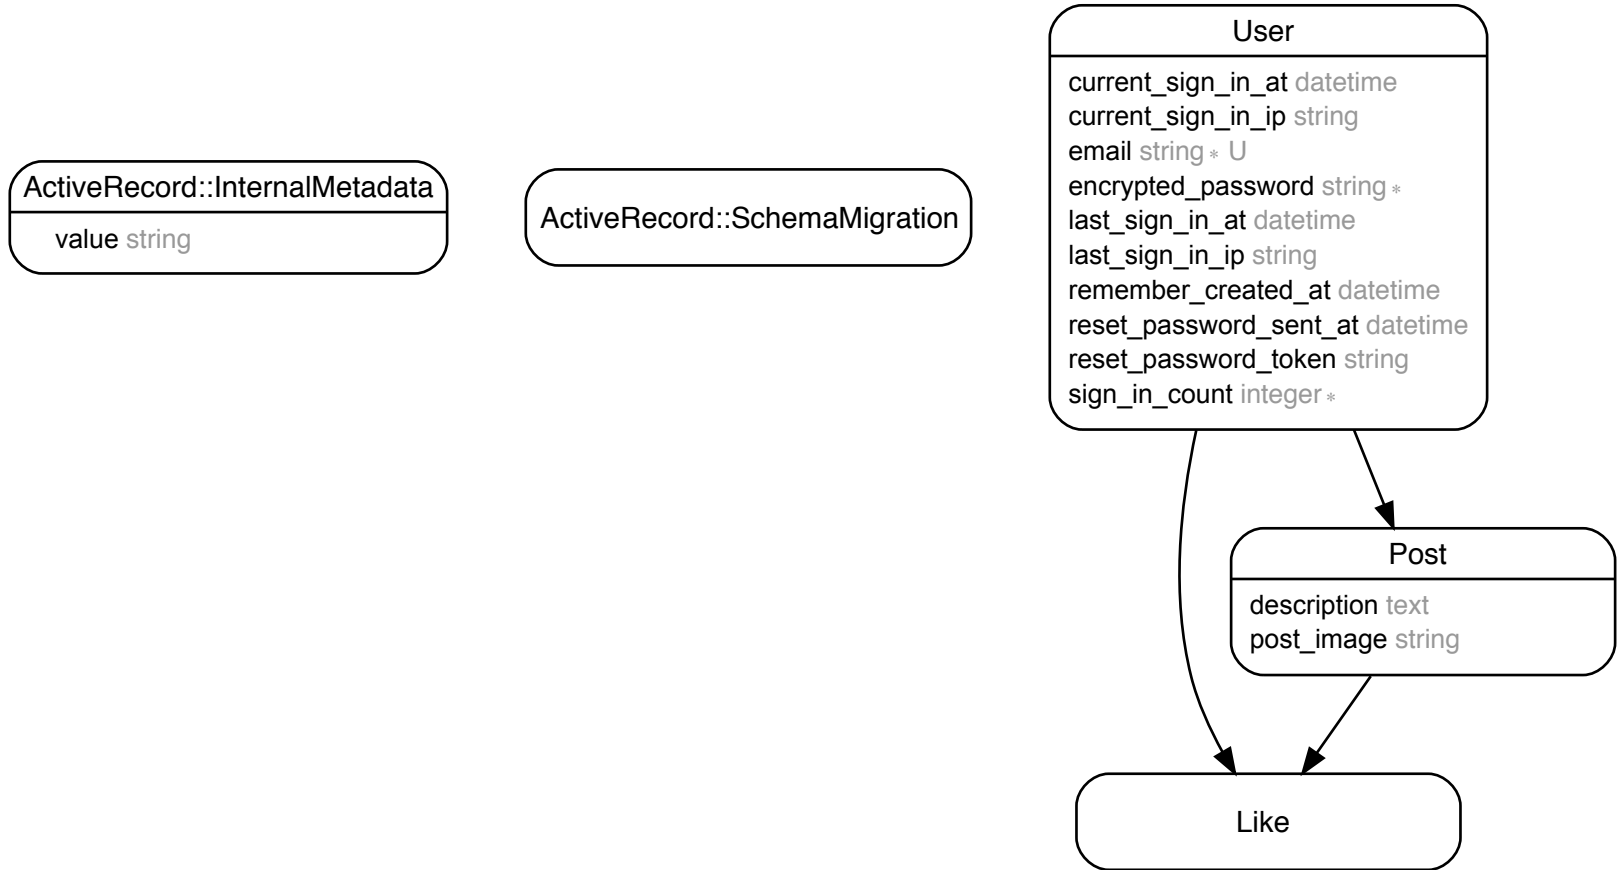 ActiveRecord::InternalMetadata
value string
ActiveRecord::SchemaMigration
User
current_sign_in_at datetime
current_sign_in_ip string
email string * U
encrypted_password string *
last_sign_in_at datetime
last_sign_in_ip string
remember_created_at datetime
reset_password_sent_at datetime
reset_password_token string
sign_in_count integer *
Post
description text
post_image string
Like